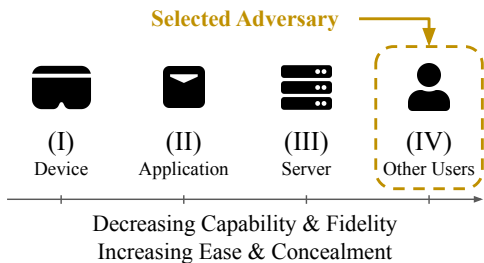 Selected Adversary
(I)
Device
(II)
Application
(III)
Server
(IV)
Other Users
Decreasing Capability & Fidelity
Increasing Ease & Concealment